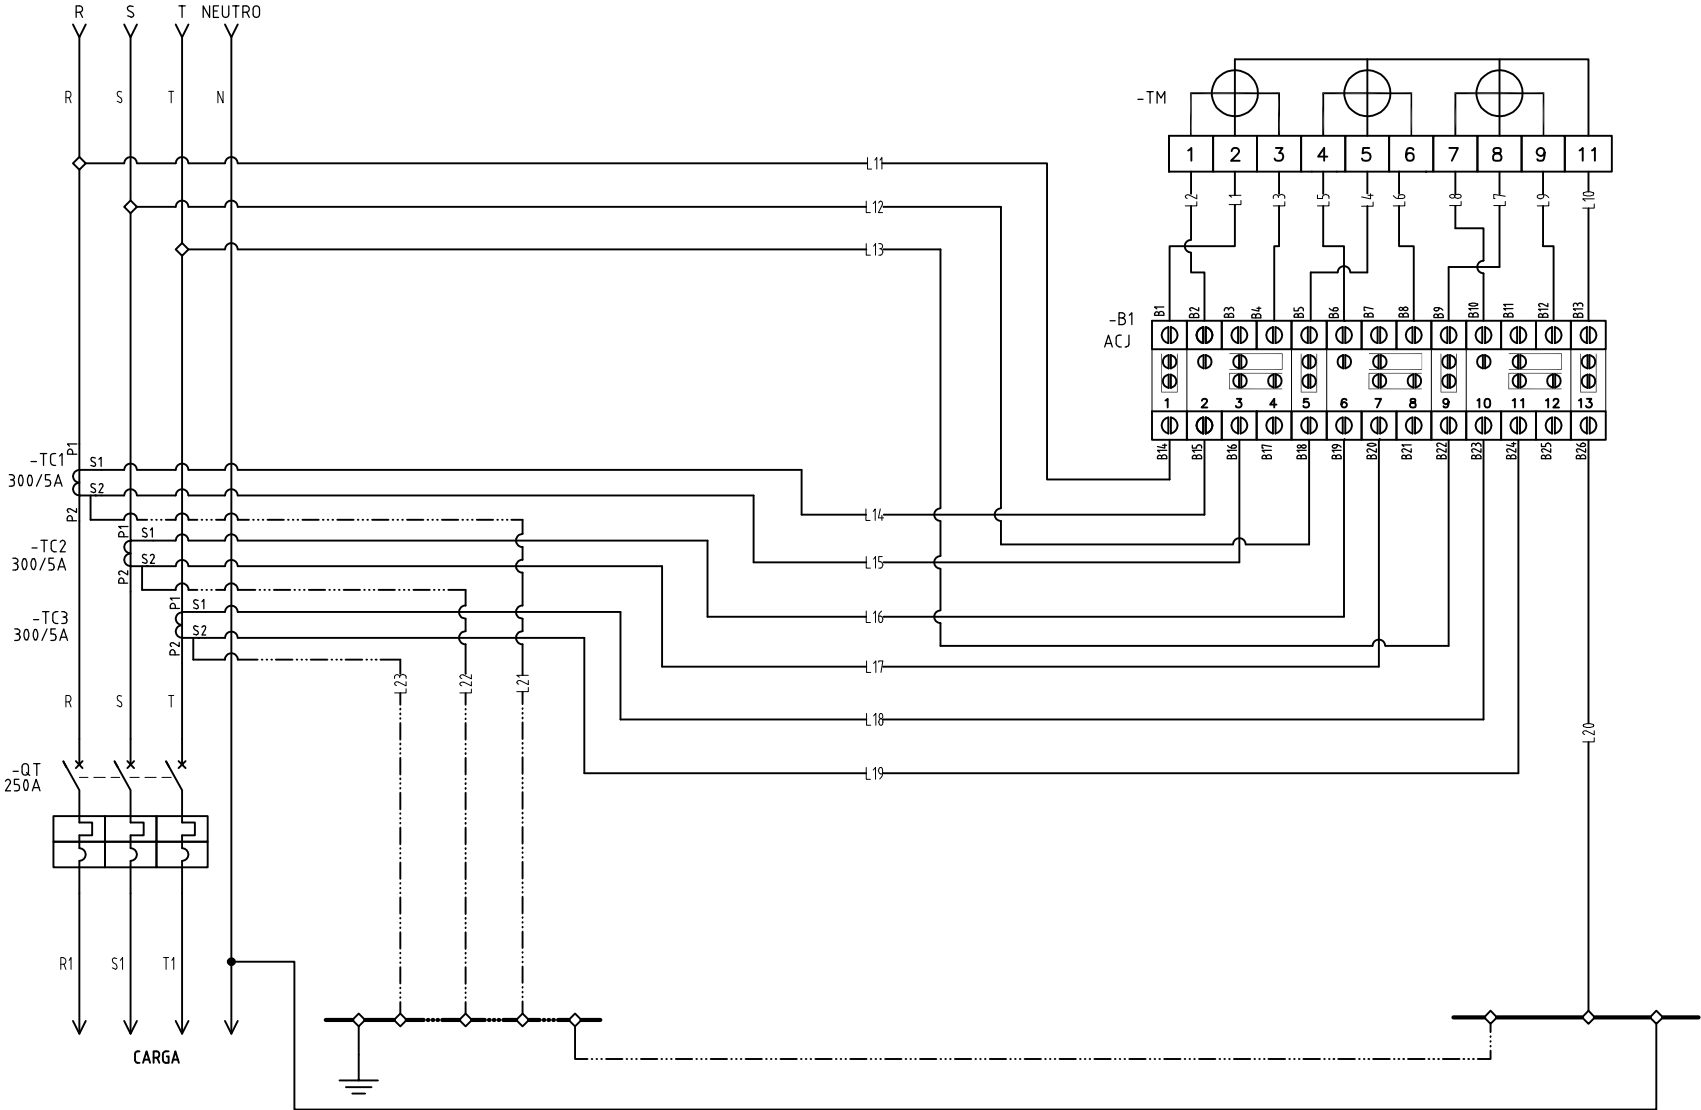 R S T NEUTRO
R S T N
-TM
1 2 3 4 5 6 7 8 9 11
L11
L12
L13
L2 L1 L3 L5 L4 L6 L8 L7 L9 L10
-B1
ACJ
B1 B2 B3 B4 B5 B6 B7 B8 B9 B10 B11 B12 B13
1 2 3 4 5 6 7 8 9 10 11 12 13
B14 B15 B16 B17 B18 B19 B20 B21 B22 B23 B24 B25 B26
-TC1
300/5A
P1
S1
S2
P2
L14
-TC2
300/5A
P1
S1
S2
P2
L15
-TC3
300/5A
P1
S1
S2
P2
L16
L17
L23 L22 L21
R S T
L18
L20
-QT
250A
L19
R1 S1 T1
CARGA